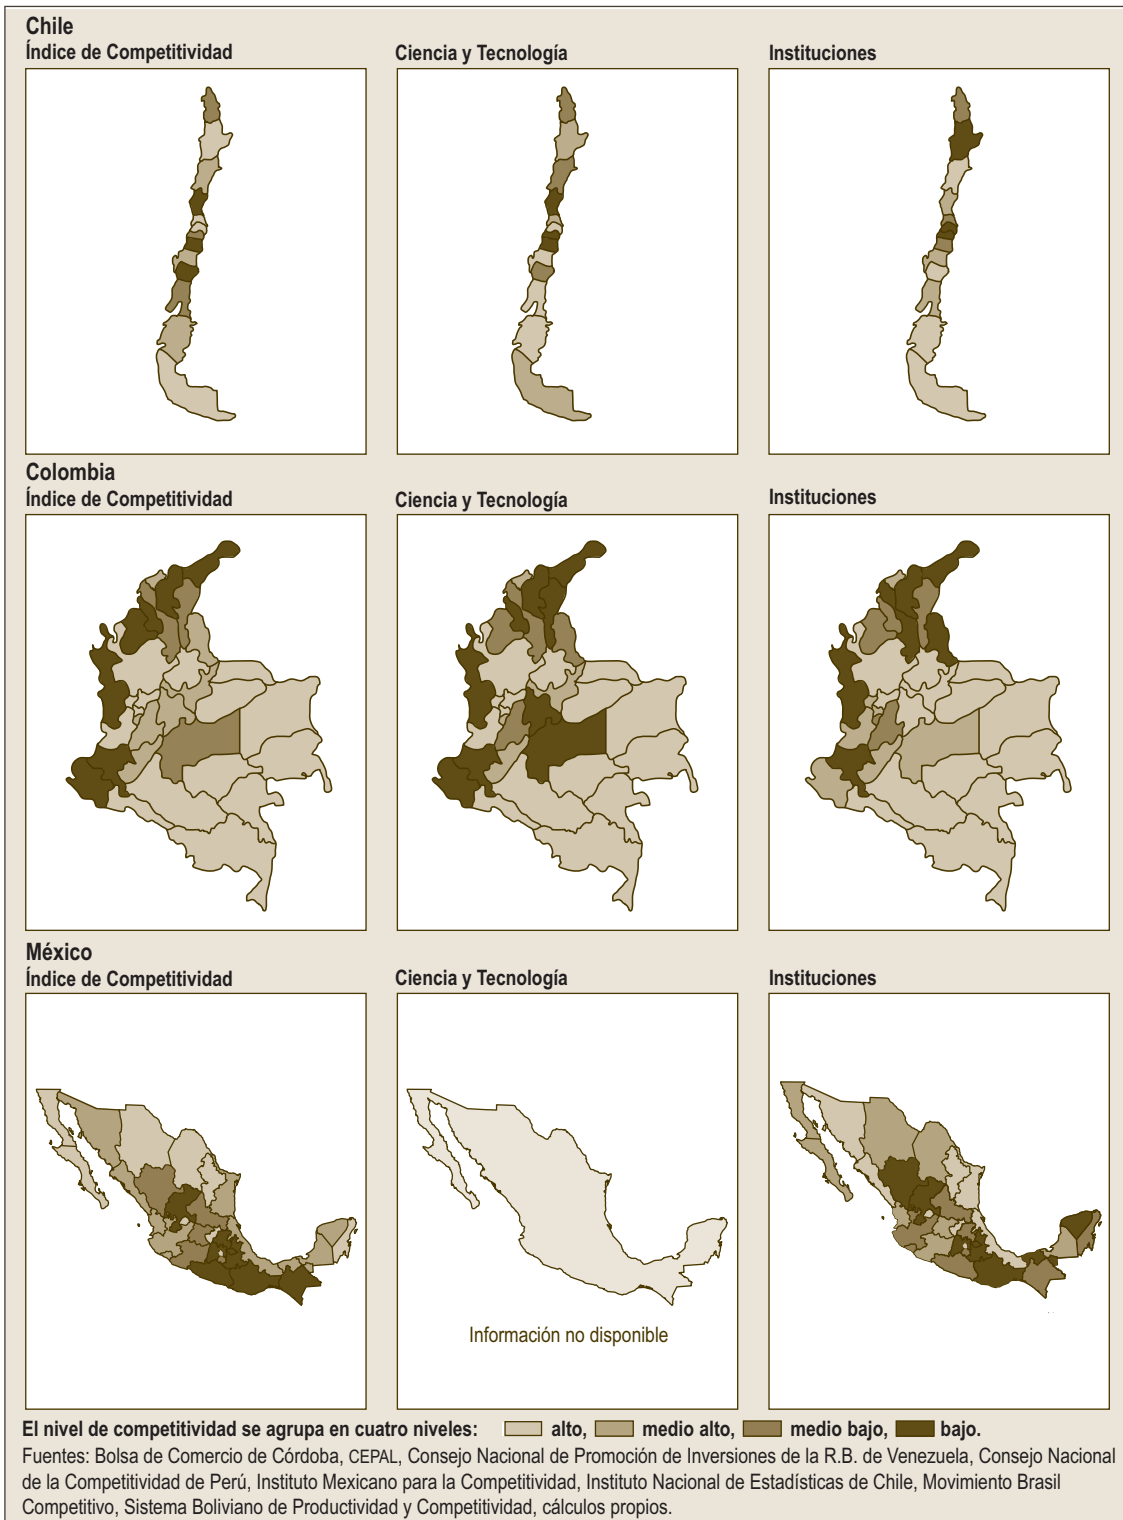 Chile
Índice de Competitividad
Ciencia y Tecnología
Instituciones
Colombia
Índice de Competitividad
Ciencia y Tecnología
Instituciones
México
Índice de Competitividad
Ciencia y Tecnología
Instituciones
Información no disponible
El nivel de competitividad se agrupa en cuatro niveles: alto, medio alto, medio bajo, bajo.
Fuentes: Bolsa de Comercio de Córdoba, CEPAL, Consejo Nacional de Promoción de Inversiones de la R.B. de Venezuela, Consejo Nacional
de la Competitividad de Perú, Instituto Mexicano para la Competitividad, Instituto Nacional de Estadísticas de Chile, Movimiento Brasil
Competitivo, Sistema Boliviano de Productividad y Competitividad, cálculos propios.